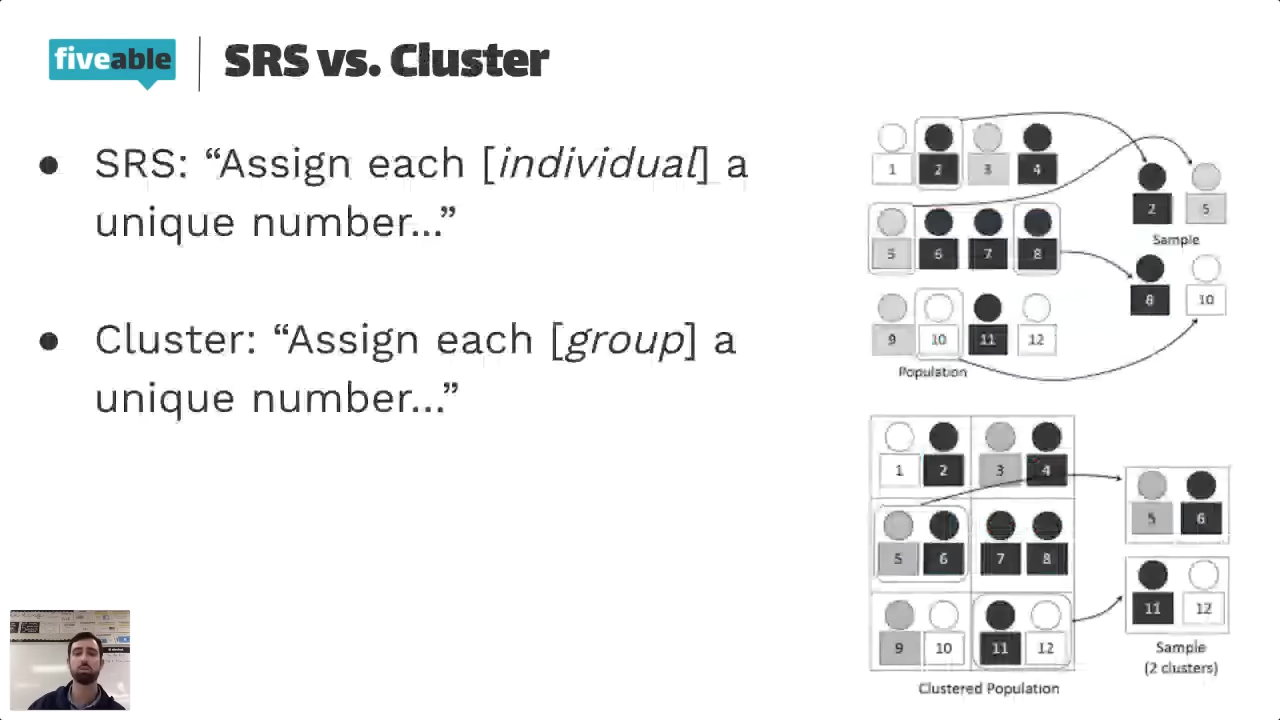 fiveable
SRS vs. Cluster
● SRS: “Assign each [individual] a
unique number...”
● Cluster: “Assign each [group] a
unique number...”
1 2 3 4
5 6 7 8
9 10 11 12
Population
2 5
Sample
8 10
1 2 3 4
5 6 7 8
9 10 11 12
Clustered Population
5 6
11 12
Sample
(2 clusters)